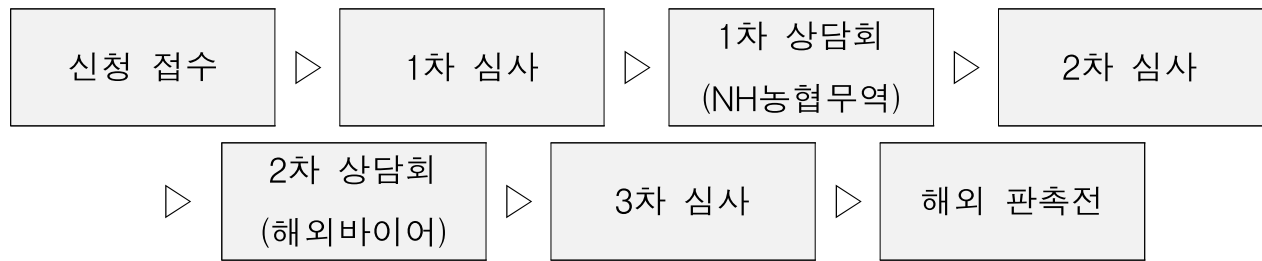 신청 접수
1차 심사
1차 상담회
(NH농협무역)
2차 심사
2차 상담회
(해외바이어)
3차 심사
해외 판촉전